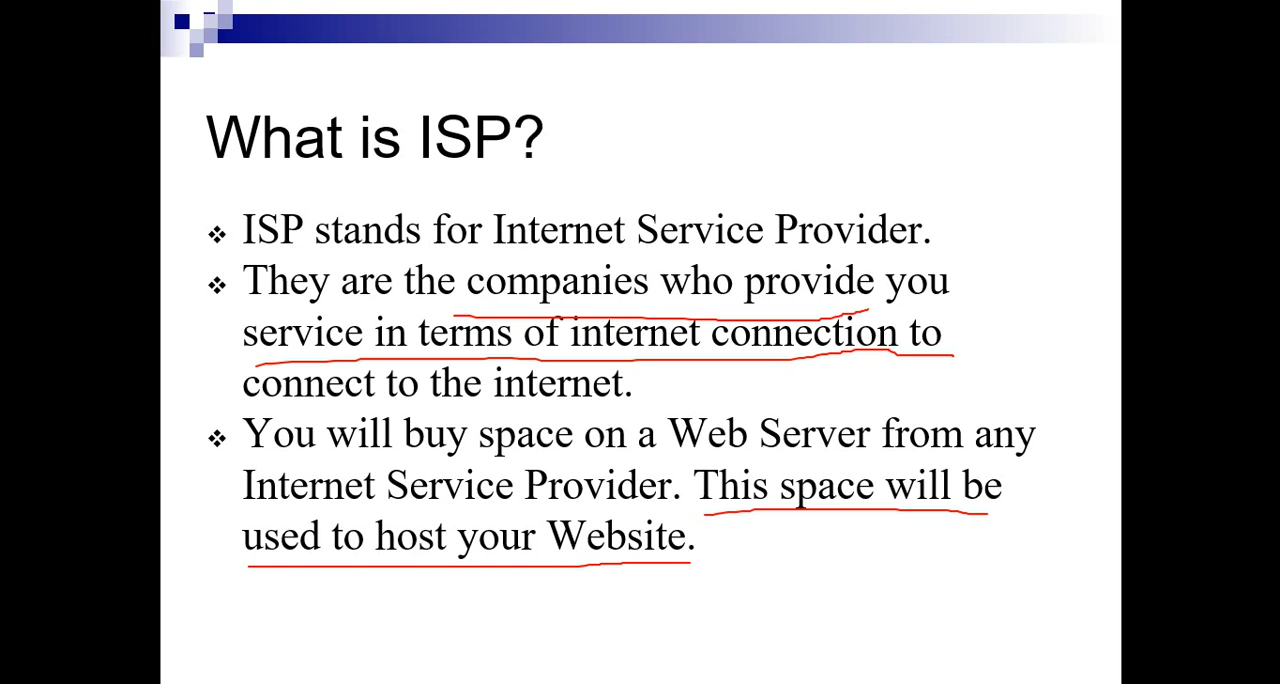 What is ISP?
❖ ISP stands for Internet Service Provider.
❖ They are the companies who provide you
service in terms of internet connection to
connect to the internet.
❖ You will buy space on a Web Server from any
Internet Service Provider. This space will be
used to host your Website.